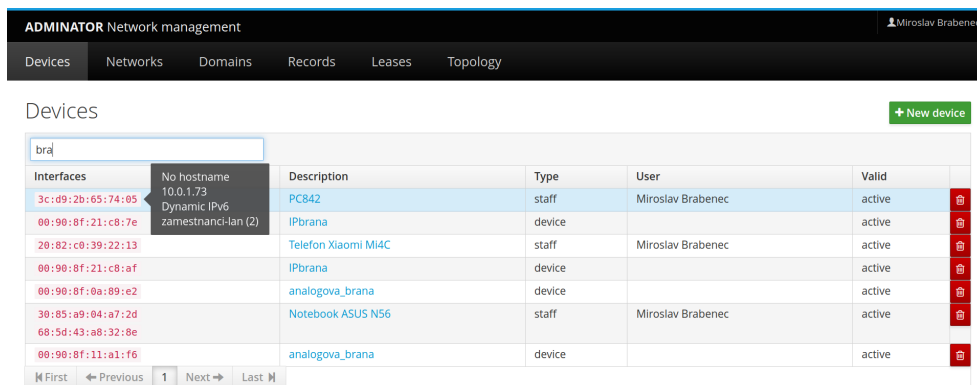 ADMINATOR Network management
Miroslav Brabene
Devices Networks Domains Records Leases Topology
Devices
+ New device
bra
Interfaces Description Type User Valid
3c:d9:2b:65:74:05 PC842 staff Miroslav Brabenec active
No hostname
10.0.1.73
Dynamic IPv6
zamestnanci-lan (2)
00:90:8f:21:c8:7e IPbrana device active
20:82:c0:39:22:13 Telefon Xiaomi Mi4C staff Miroslav Brabenec active
00:90:8f:21:c8:af IPbrana device active
00:90:8f:0a:89:e2 analogova_brana device active
30:85:a9:04:a7:2d Notebook ASUS N56 staff Miroslav Brabenec active
68:5d:43:a8:32:8e
00:90:8f:11:a1:f6 analogova_brana device active
First Previous 1 Next Last